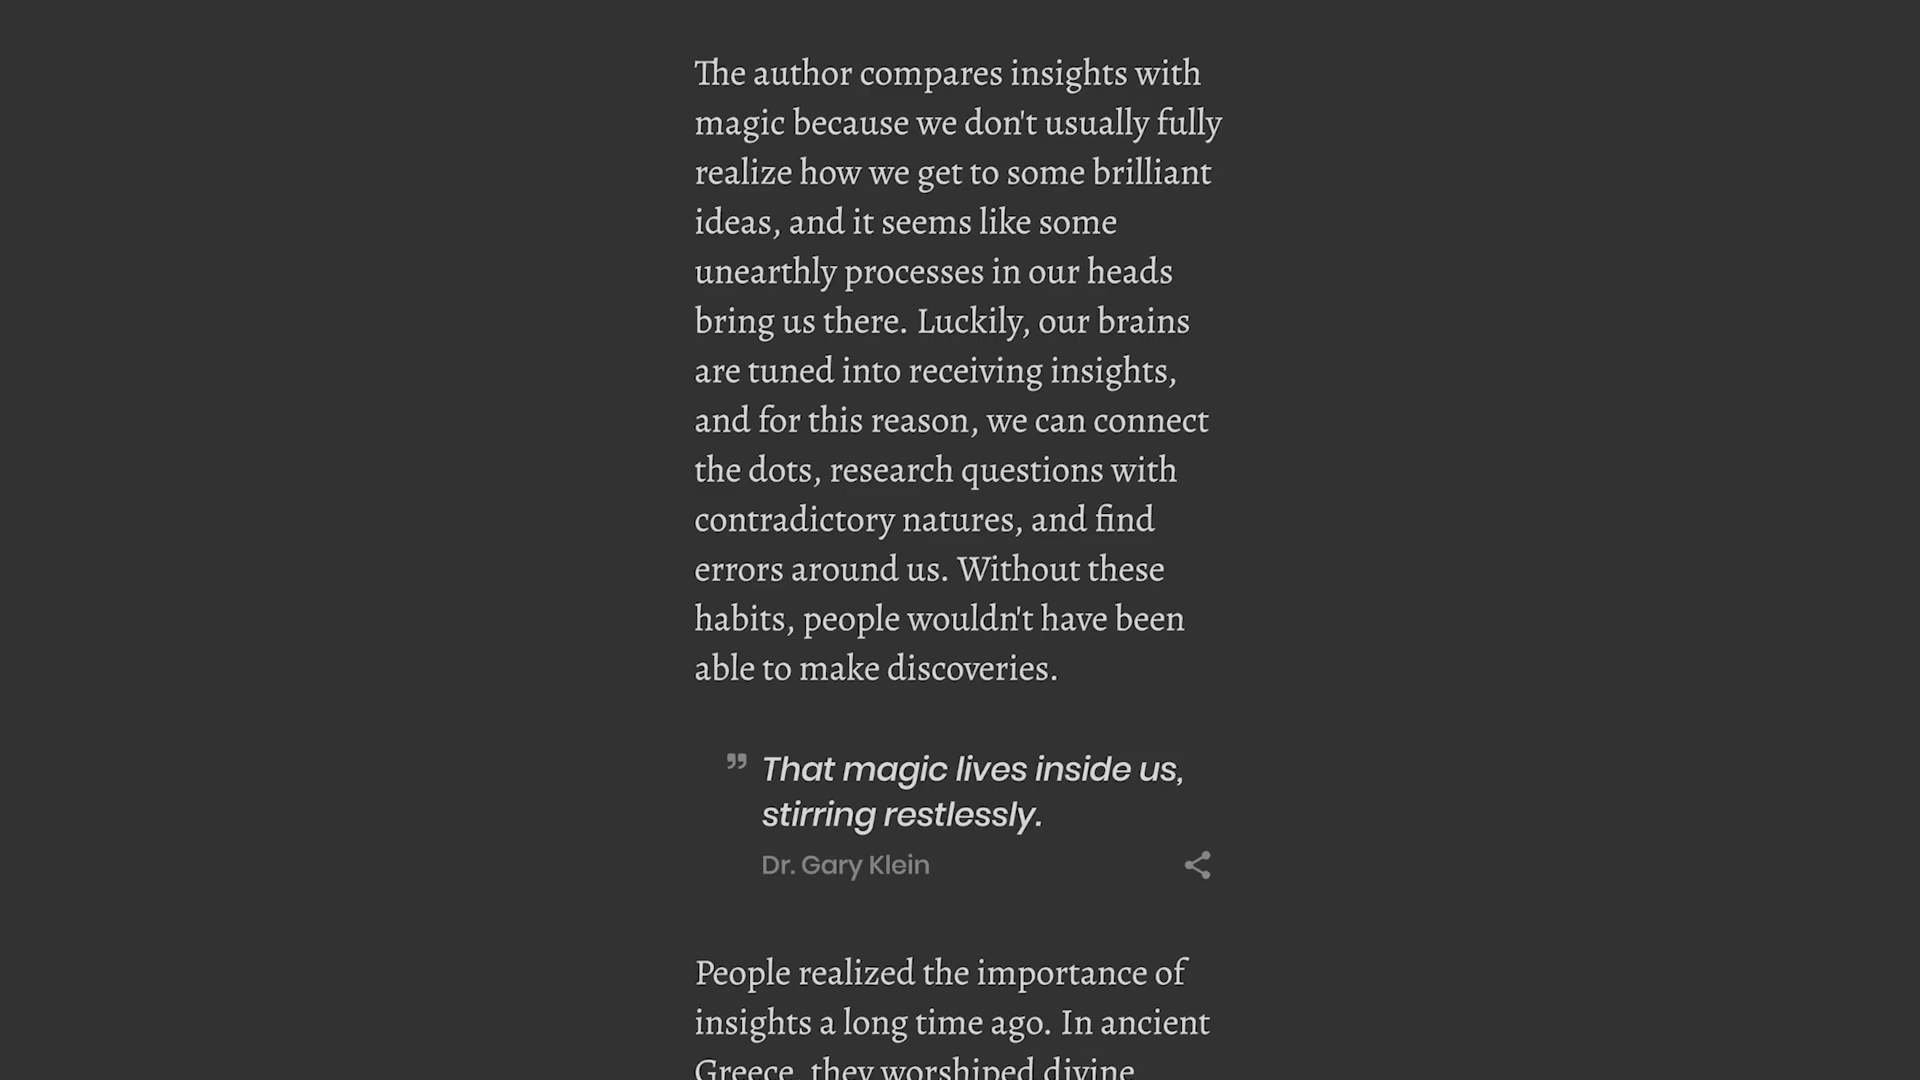 The author compares insights with
magic because we don't usually fully
realize how we get to some brilliant
ideas, and it seems like some
unearthly processes in our heads
bring us there. Luckily, our brains
are tuned into receiving insights,
and for this reason, we can connect
the dots, research questions with
contradictory natures, and find
errors around us. Without these
habits, people wouldn't have been
able to make discoveries.
” That magic lives inside us,
stirring restlessly.
Dr. Gary Klein
People realized the importance of
insights a long time ago. In ancient
Greece, they worshiped divine